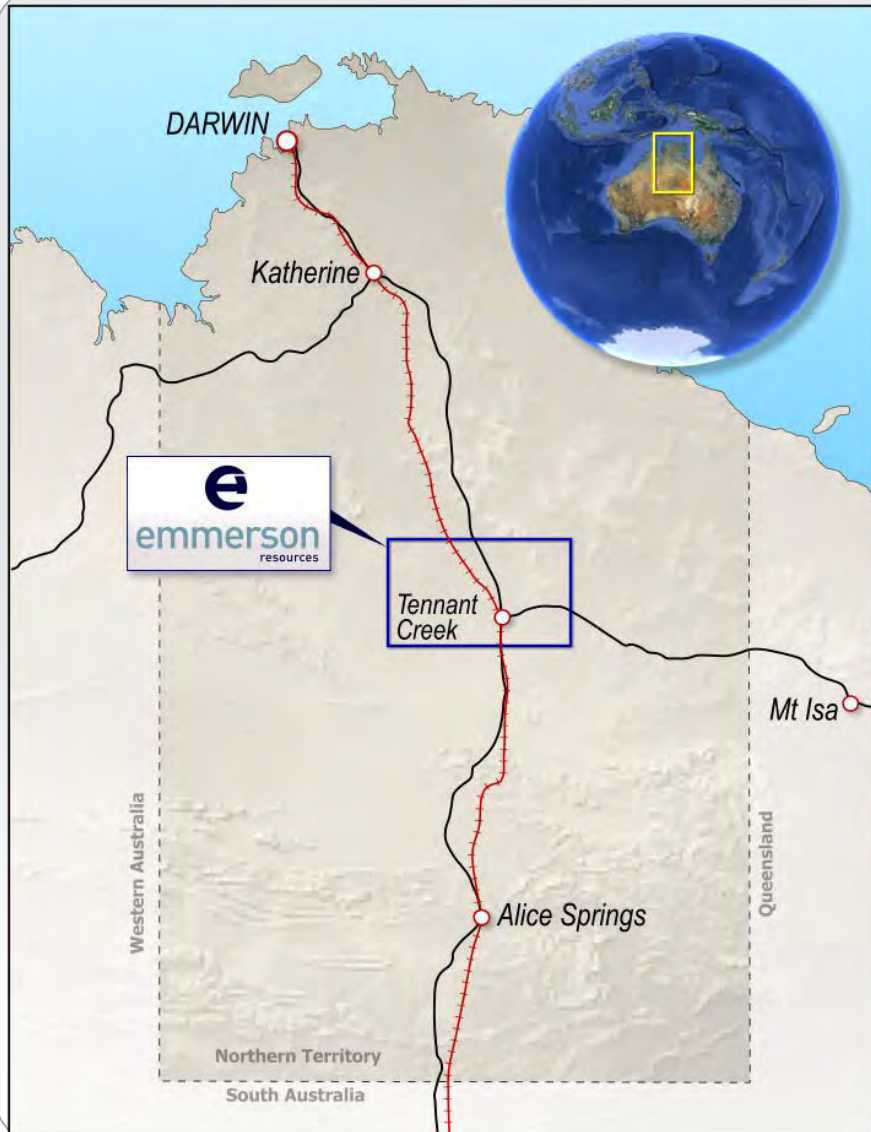 DARWIN
Katherine
emmerson
resources
Tennant
Creek
Mt Isa
Western Australia
Queensland
Alice Springs
Northern Territory
South Australia